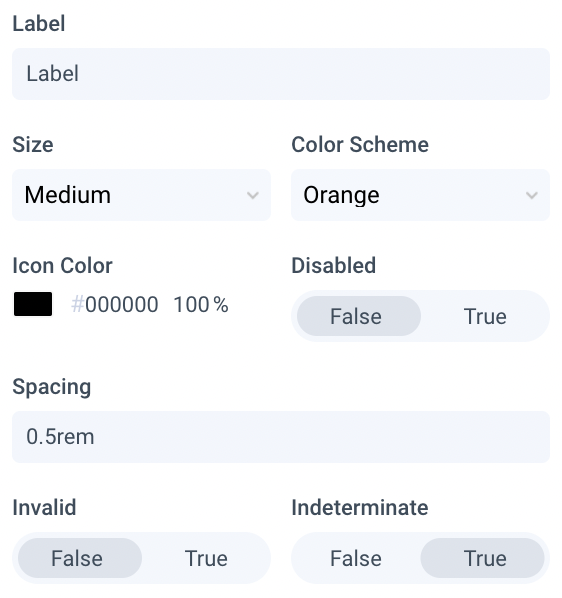 Label
Label
Size Color Scheme
Medium Orange
Icon Color Disabled
#000000 100% False True
Spacing
0.5rem
Invalid Indeterminate
False True False True